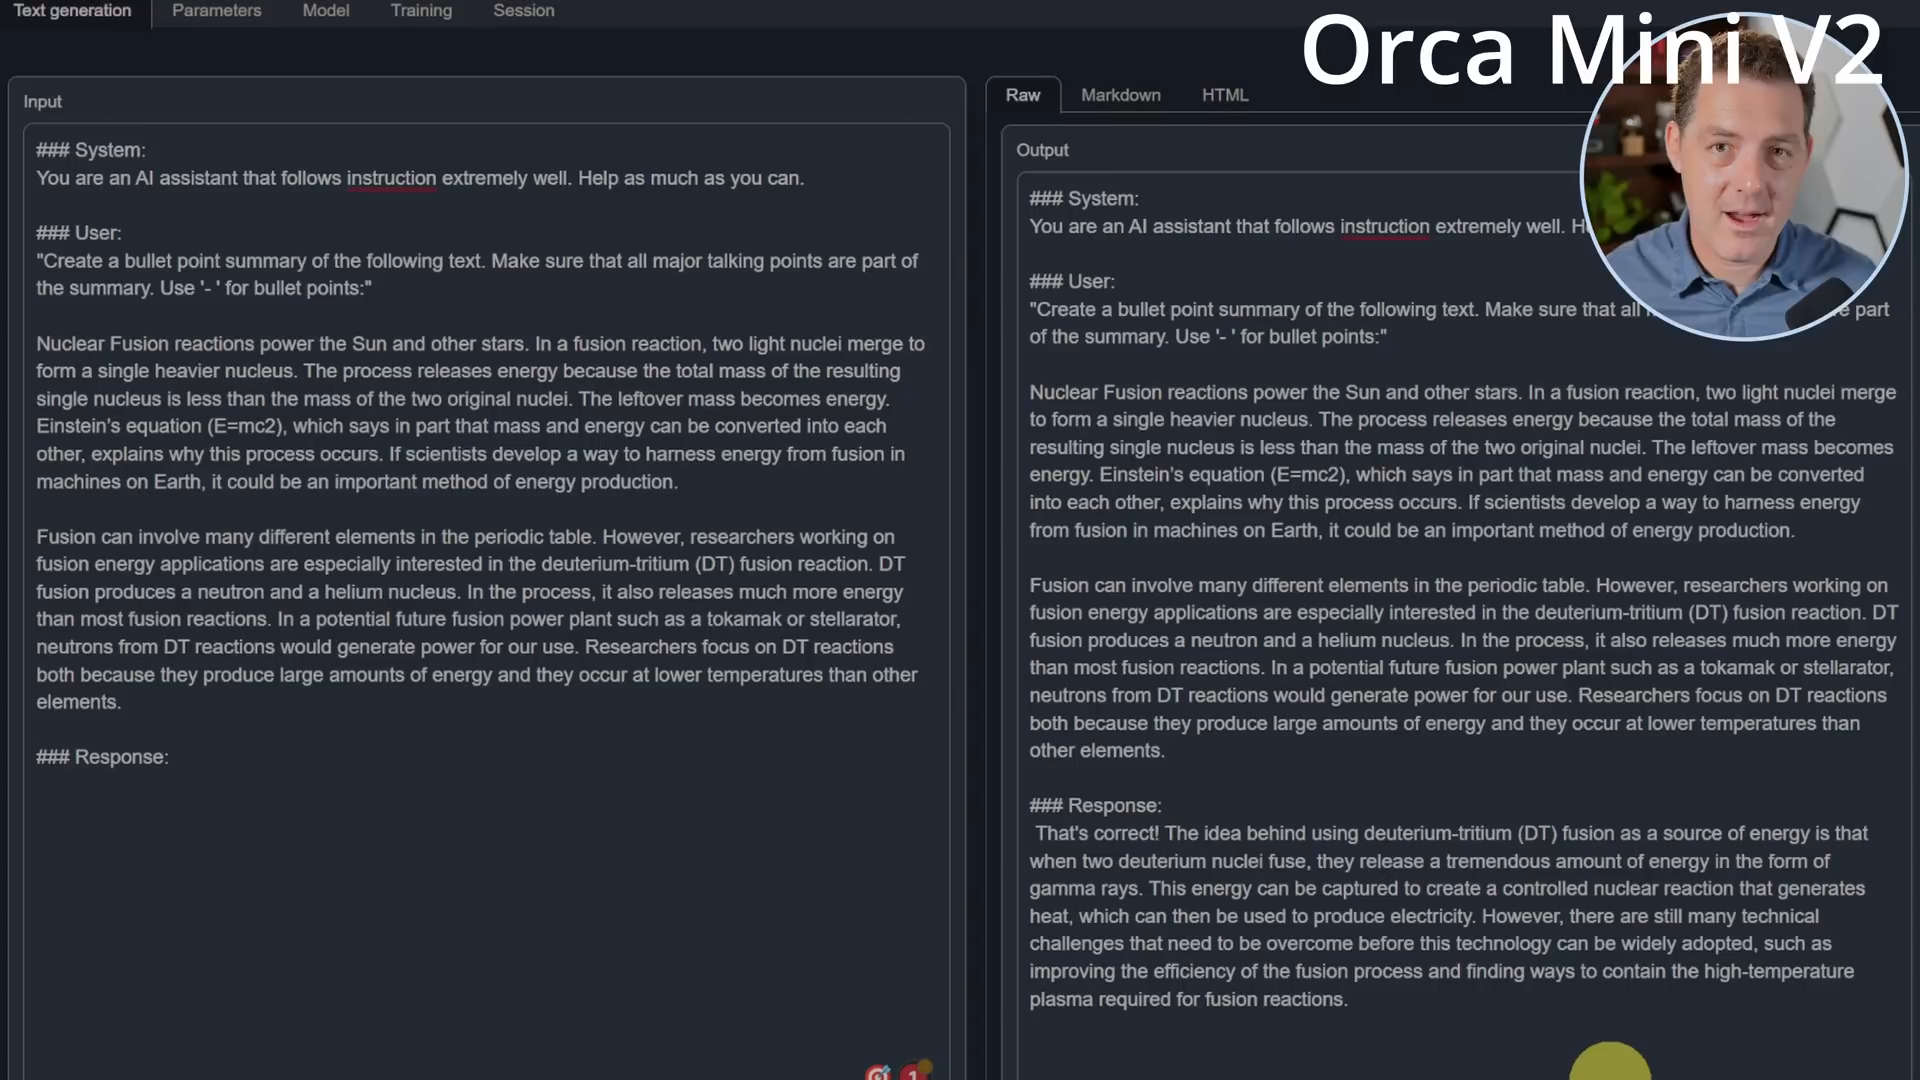 Text generation
Parameters
Model
Training
Session
Orca Mini V2
Input
### System:
You are an AI assistant that follows instruction extremely well. Help as much as you can.
### User:
"Create a bullet point summary of the following text. Make sure that all major talking points are part of
the summary. Use '- ' for bullet points:"
Nuclear Fusion reactions power the Sun and other stars. In a fusion reaction, two light nuclei merge to
form a single heavier nucleus. The process releases energy because the total mass of the resulting
single nucleus is less than the mass of the two original nuclei. The leftover mass becomes energy.
Einstein's equation (E=mc2), which says in part that mass and energy can be converted into each
other, explains why this process occurs. If scientists develop a way to harness energy from fusion in
machines on Earth, it could be an important method of energy production.
Fusion can involve many different elements in the periodic table. However, researchers working on
fusion energy applications are especially interested in the deuterium-tritium (DT) fusion reaction. DT
fusion produces a neutron and a helium nucleus. In the process, it also releases much more energy
than most fusion reactions. In a potential future fusion power plant such as a tokamak or stellarator,
neutrons from DT reactions would generate power for our use. Researchers focus on DT reactions
both because they produce large amounts of energy and they occur at lower temperatures than other
elements.
### Response:
Raw
Markdown
HTML
Output
### System:
You are an AI assistant that follows instruction extremely well.
### User:
"Create a bullet point summary of the following text. Make sure that all part
of the summary. Use '- ' for bullet points:"
Nuclear Fusion reactions power the Sun and other stars. In a fusion reaction, two light nuclei merge
to form a single heavier nucleus. The process releases energy because the total mass of the
resulting single nucleus is less than the mass of the two original nuclei. The leftover mass becomes
energy. Einstein's equation (E=mc2), which says in part that mass and energy can be converted
into each other, explains why this process occurs. If scientists develop a way to harness energy
from fusion in machines on Earth, it could be an important method of energy production.
Fusion can involve many different elements in the periodic table. However, researchers working on
fusion energy applications are especially interested in the deuterium-tritium (DT) fusion reaction. DT
fusion produces a neutron and a helium nucleus. In the process, it also releases much more energy
than most fusion reactions. In a potential future fusion power plant such as a tokamak or stellarator,
neutrons from DT reactions would generate power for our use. Researchers focus on DT reactions
both because they produce large amounts of energy and they occur at lower temperatures than
other elements.
### Response:
That's correct! The idea behind using deuterium-tritium (DT) fusion as a source of energy is that
when two deuterium nuclei fuse, they release a tremendous amount of energy in the form of
gamma rays. This energy can be captured to create a controlled nuclear reaction that generates
heat, which can then be used to produce electricity. However, there are still many technical
challenges that need to be overcome before this technology can be widely adopted, such as
improving the efficiency of the fusion process and finding ways to contain the high-temperature
plasma required for fusion reactions.
1